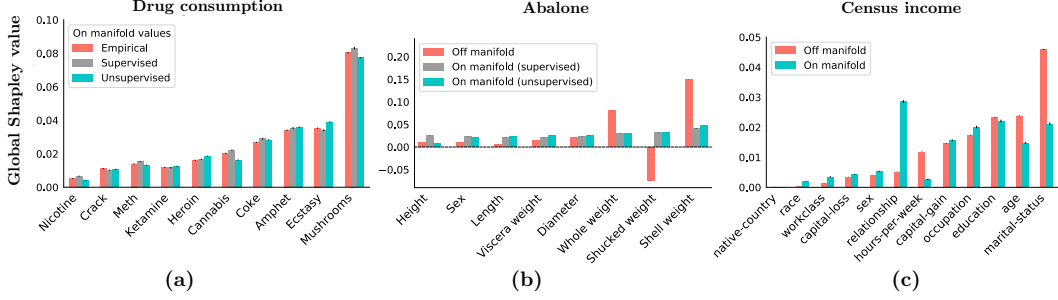 Drug consumption
Global Shapley value
0.10
0.08
0.06
0.04
0.02
0.00
On manifold values
Empirical
Supervised
Unsupervised
Nicotine
Crack
Meth
Ketamine
Heroin
Cannabis
Coke
Amphet
Ecstasy
Mushrooms
(a)
Abalone
0.20
0.15
0.10
0.05
0.00
−0.05
Off manifold
On manifold (supervised)
On manifold (unsupervised)
Height
Sex
Length
Viscera weight
Diameter
Whole weight
Shucked weight
Shell weight
(b)
Census income
0.05
0.04
0.03
0.02
0.01
0.00
Off manifold
On manifold
native-country
race
workclass
capital-loss
sex
relationship
hours-per-week
capital-gain
occupation
education
age
marital-status
(c)